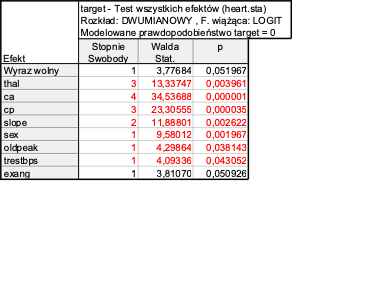 target - Test wszystkich efektów (heart.sta)
Rozkład: DWUMIANOWY , F. wiążąca: LOGIT
Modelowane prawdopodobieństwo target = 0
Efekt Stopnie Swobody Walda Stat. p
Wyraz wolny 1 3,77684 0,051967
thal 3 13,33747 0,003961
ca 4 34,53688 0,000001
cp 3 23,30555 0,000035
slope 2 11,88801 0,002622
sex 1 9,58012 0,001967
oldpeak 1 4,29864 0,038143
trestbps 1 4,09336 0,043052
exang 1 3,81070 0,050926